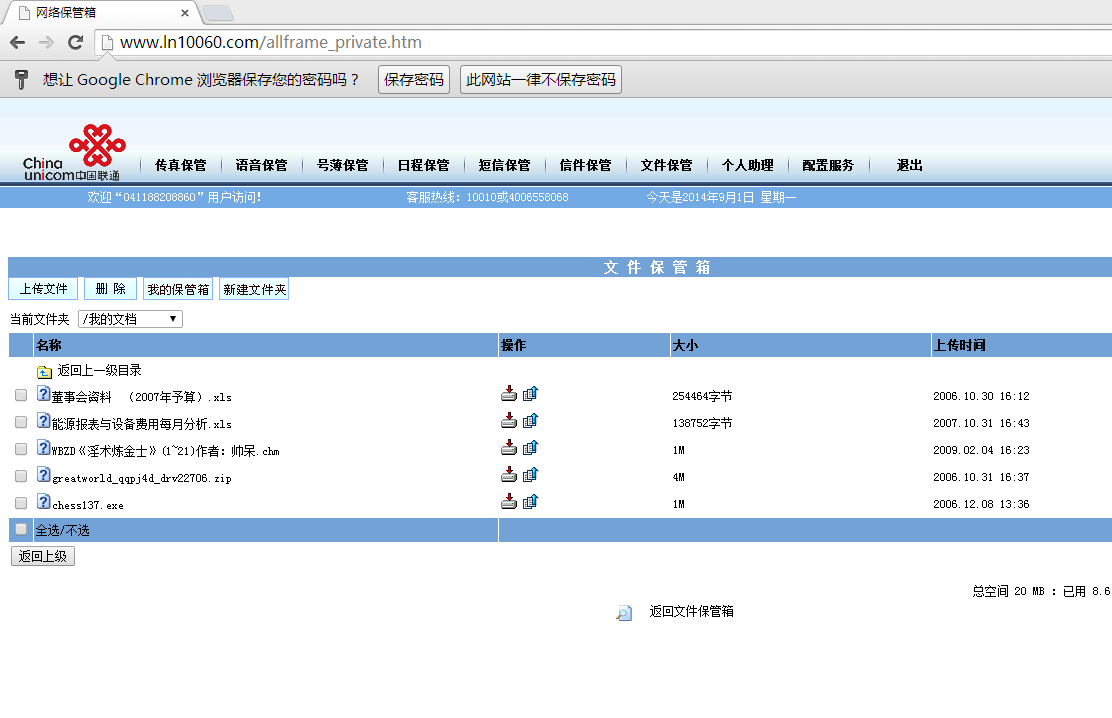 网络保管箱
www.ln10060.com/allframe_private.htm
想让 Google Chrome 浏览器保存您的密码吗？ 保存密码 此网站一律不保存密码
China unicom中国联通
传真保管 语音保管 号薄保管 日程保管 短信保管 信件保管 文件保管 个人助理 配置服务 退出
欢迎“041188208860”用户访问! 客服热线: 10010或4006558068 今天是2014年9月1日 星期一
文 件 保 管 箱
上传文件 删 除 我的保管箱 新建文件夹
当前文件夹 /我的文档
名称 操作 大小 上传时间
返回上一级目录
董事会资料 （2007年予算）.xls 254464字节 2006.10.30 16:12
能源报表与设备费用每月分析.xls 138752字节 2007.10.31 16:43
WBZD《淫术炼金士》(1~21)作者: 帅呆.chm 1M 2009.02.04 16:23
greatworld_qqpj4d_drv22706.zip 4M 2006.10.31 16:37
chess137.exe 1M 2006.12.08 13:36
全选/不选
返回上级
总空间 20 MB : 已用 8.6
返回文件保管箱